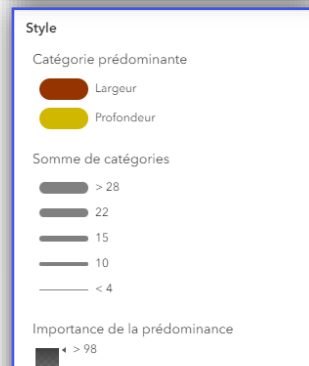 Style
Catégorie prédominante
Largeur
Profondeur
Somme de catégories
> 28
22
15
10
< 4
Importance de la prédominance
> 98